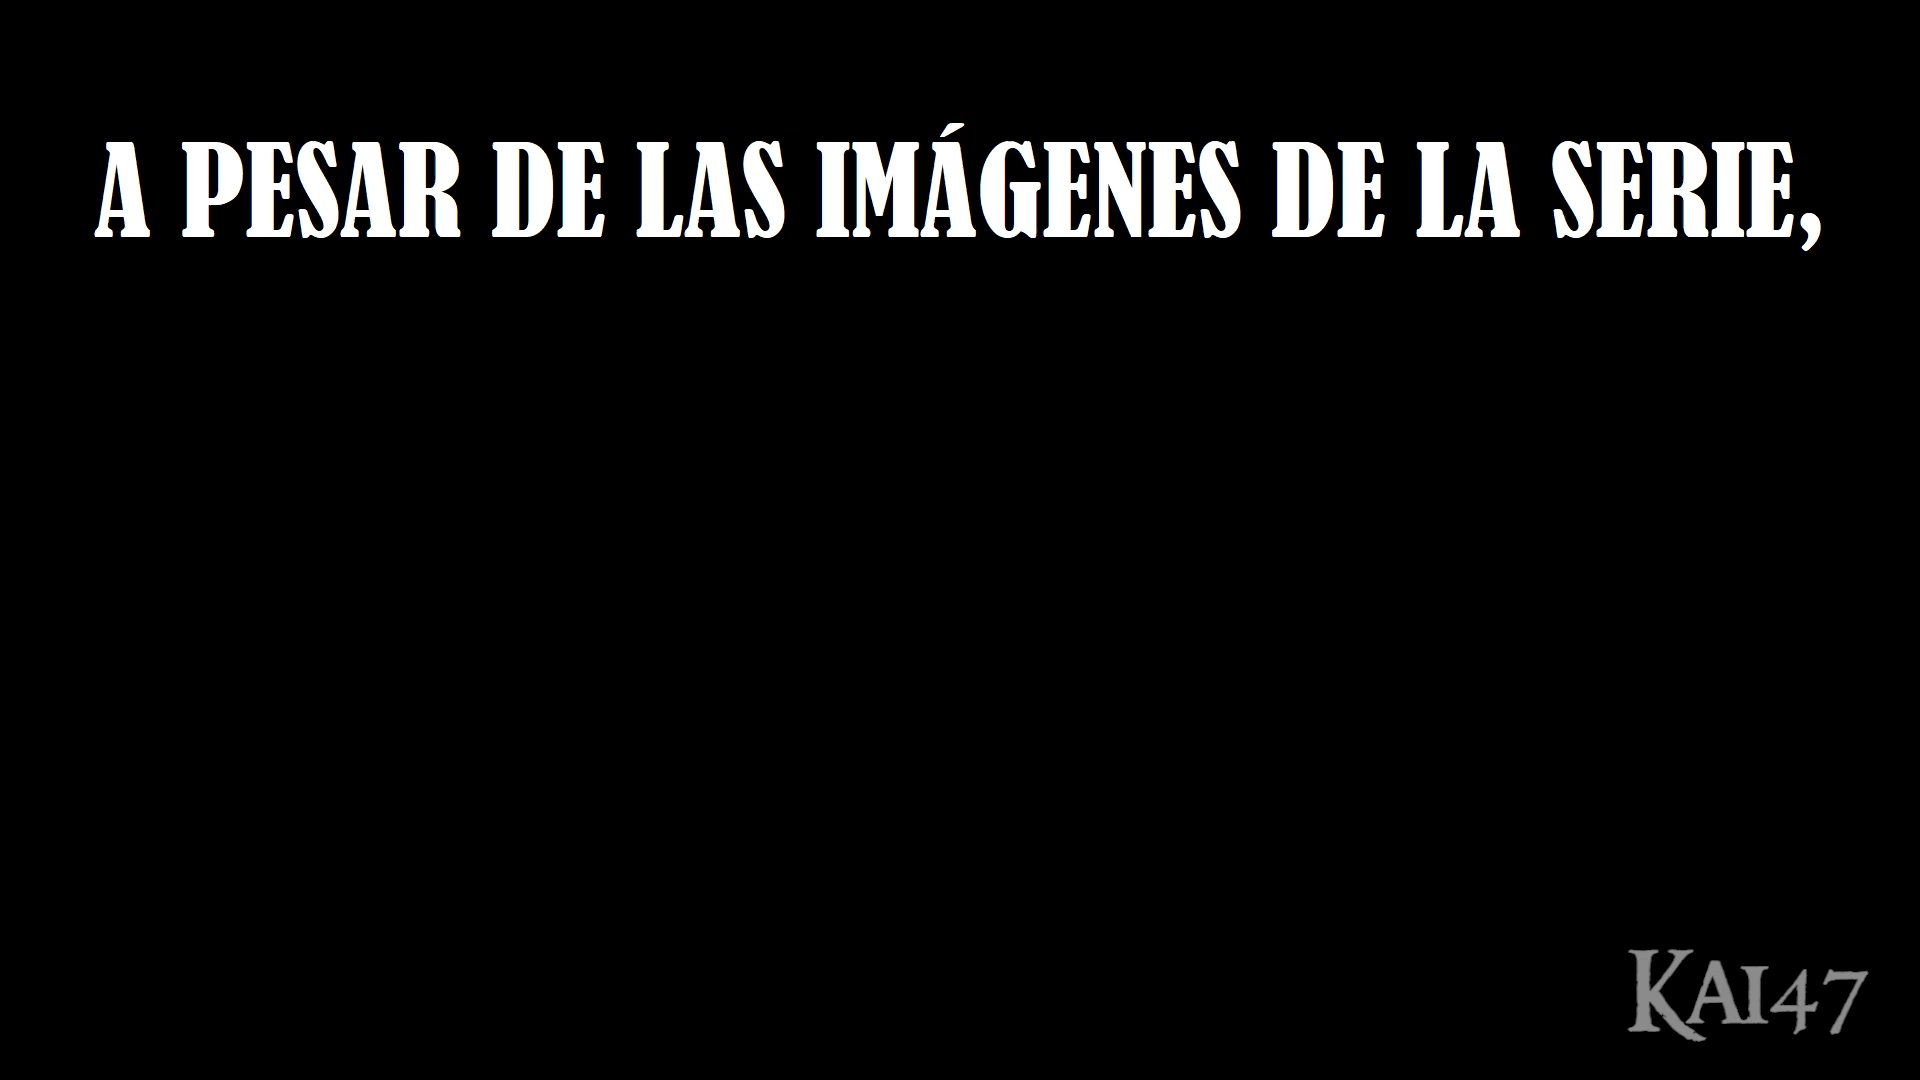 A PESAR DE LAS IMÁGENES DE LA SERIE,
KAI47